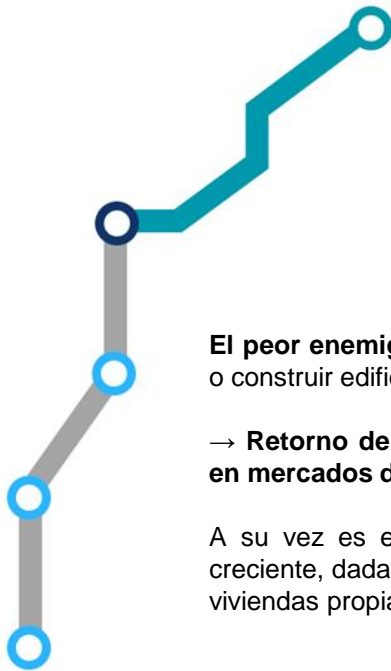 El peor enemig
o construir edific
→ Retorno de
en mercados d
A su vez es e
creciente, dada
viviendas propia